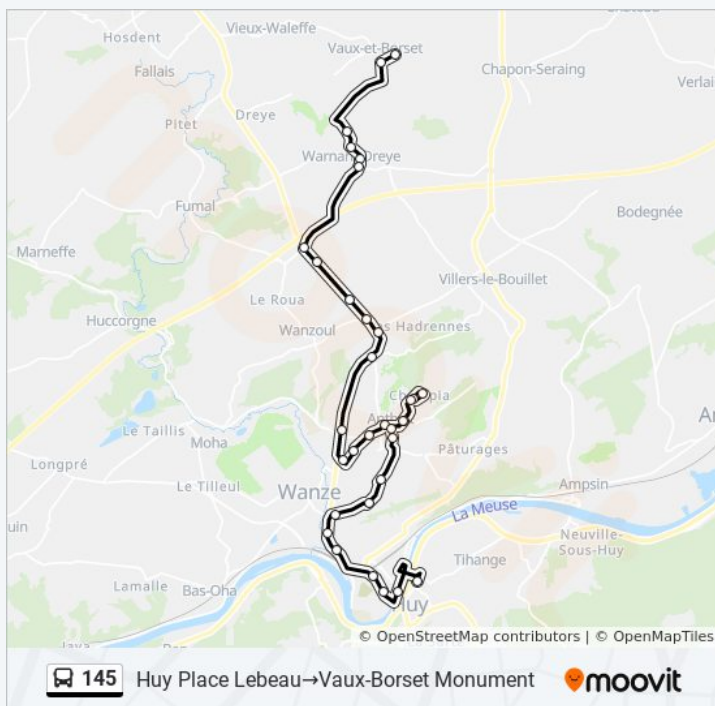 Hosdent
Vieux-Waleffe
Vaux-et-Borset
Fallais
Chapon-Seraing
Verlai
Pitet
Dreye
Warnant-Dreye
Fumal
Bodegnée
Marneffe
Villers-le-Bouillet
Le Roua
Huccorgne
Wanzoul
Hadrennes
Le Taillis
Moha
Longpré
Pâturages
Le Tilleul
Wanze
Ampsin
La Meuse
Neuville-
Sous-Huy
Tihange
Lamalle
Bas-Oha
© OpenStreetMap contributors | © OpenMapTiles
145 Huy Place Lebeau→Vaux-Borset Monument
moovit